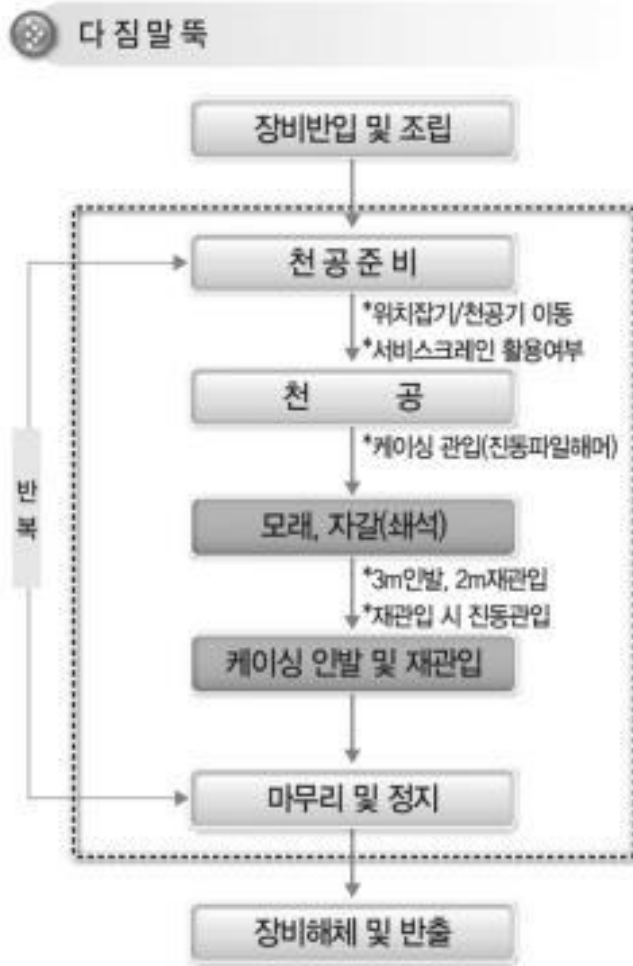 다짐말뚝
장비반입 및 조립
천공준비
*위치잡기/천공기 이동
*서비스크레인 활용여부
천 공
*케이싱 관입(진동파일해머)
반복
모래, 자갈(쇄석)
*3m인발, 2m재관입
*재관입 시 진동관입
케이싱 인발 및 재관입
마무리 및 정지
장비해체 및 반출